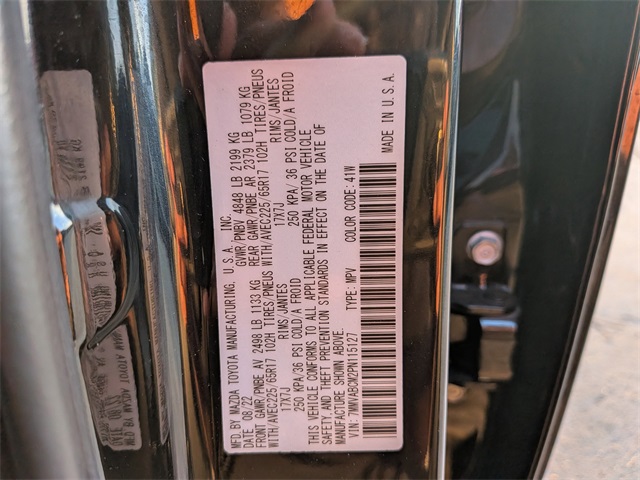 MFD. BY MAZDA TOYOTA MANUFACTURING, U.S.A., INC.
DATE 08/22 GVWR/PNBV 4848 LB 2199 KG
FRONT GAWR/PNBE AV 2498 LB 1133 KG REAR GAWR/PNBE AR 2379 LB 1079 KG
WITH/AVEC225/65R17 102H TIRES/PNEUS WITH/AVEC225/65R17 102H TIRES/PNEUS
17X7J RIMS/JANTES 17X7J RIMS/JANTES
250 KPA/36 PSI COLD/A FROID 250 KPA/ 36 PSI COLD/A FROID
THIS VEHICLE CONFORMS TO ALL APPLICABLE FEDERAL MOTOR VEHICLE
SAFETY AND THEFT PREVENTION STANDARDS IN EFFECT ON THE DATE OF
MANUFACTURE SHOWN ABOVE.
VIN: 7MMVABCM2PN115127 TYPE: MPV COLOR CODE: 41W
MADE IN U.S.A.